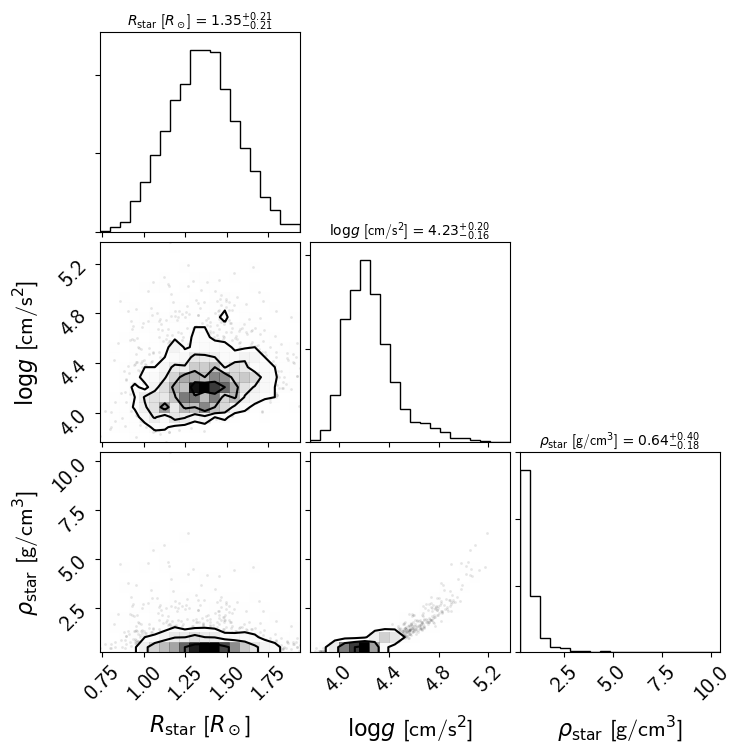 R_star [R_⊙] = 1.35^{+0.21}_{-0.21}
5.2
4.8
4.4
4.0
log g [cm/s²]
log g [cm/s²] = 4.23^{+0.20}_{-0.16}
10.0
7.5
5.0
2.5
ρ_star [g/cm³]
ρ_star [g/cm³] = 0.64^{+0.40}_{-0.18}
0.75 1.00 1.25 1.50 1.75
4.0 4.4 4.8 5.2
2.5 5.0 7.5 10.0
R_star [R_⊙]
log g [cm/s²]
ρ_star [g/cm³]